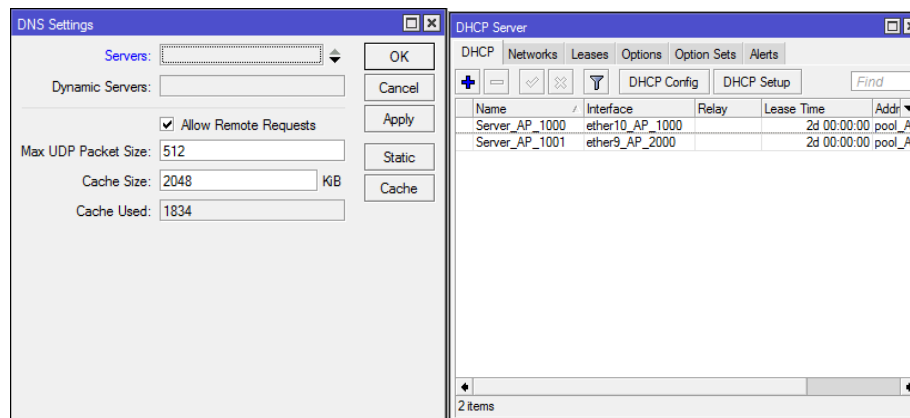 DNS Settings
Servers:
OK
Dynamic Servers:
Cancel
Allow Remote Requests
Apply
Max UDP Packet Size: 512
Static
Cache Size: 2048 KiB
Cache
Cache Used: 1834
DHCP Server
DHCP Networks Leases Options Option Sets Alerts
DHCP Config DHCP Setup Find
Name Interface Relay Lease Time Addr
Server_AP_1000 ether10_AP_1000 2d 00:00:00 pool_A
Server_AP_1001 ether9_AP_2000 2d 00:00:00 pool_A
2 items